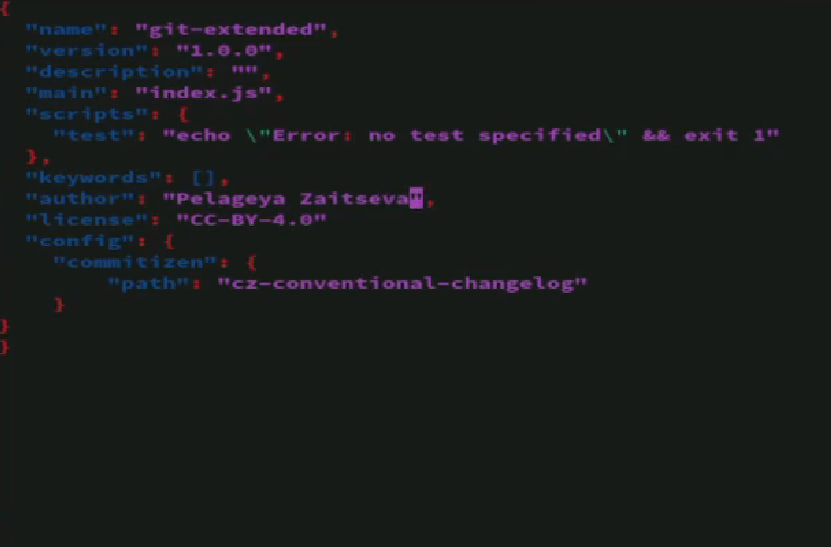 {
  "name": "git-extended",
  "version": "1.0.0",
  "description": "",
  "main": "index.js",
  "scripts": {
    "test": "echo \"Error: no test specified\" && exit 1"
  },
  "keywords": [],
  "author": "Pelageya Zaitseva",
  "license": "CC-BY-4.0"
  "config": {
    "commitizen": {
        "path": "cz-conventional-changelog"
    }
}
}